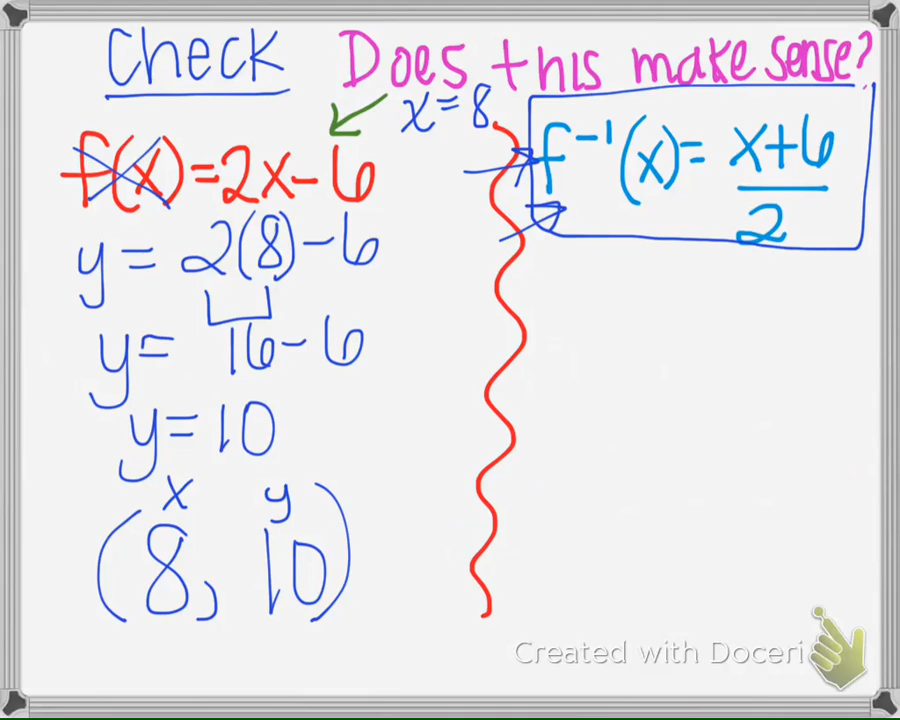 Check Does this make sense?
x=8
f(x)=2x-6
f⁻¹(x)=x+6/2
y=2(8)-6
y=16-6
y=10
x y
(8,10)
Created with Doceri